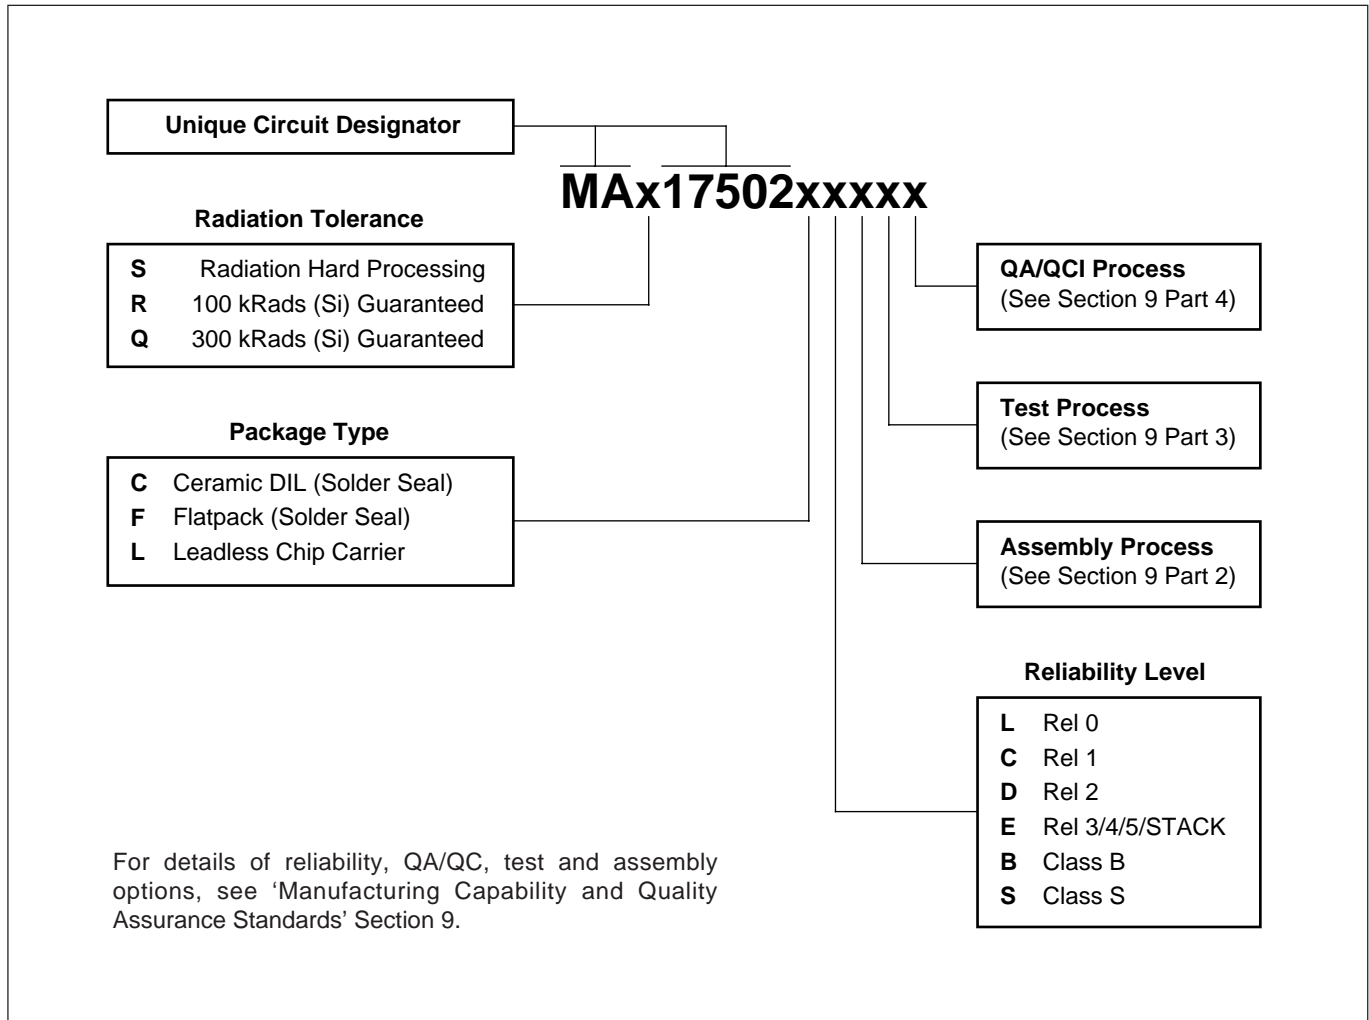 Unique Circuit Designator
MAx17502xxxxx
Radiation Tolerance
S Radiation Hard Processing
R 100 kRads (Si) Guaranteed
Q 300 kRads (Si) Guaranteed
Package Type
C Ceramic DIL (Solder Seal)
F Flatpack (Solder Seal)
L Leadless Chip Carrier
QA/QCI Process
(See Section 9 Part 4)
Test Process
(See Section 9 Part 3)
Assembly Process
(See Section 9 Part 2)
Reliability Level
L Rel 0
C Rel 1
D Rel 2
E Rel 3/4/5/STACK
B Class B
S Class S
For details of reliability, QA/QC, test and assembly
options, see ‘Manufacturing Capability and Quality
Assurance Standards’ Section 9.